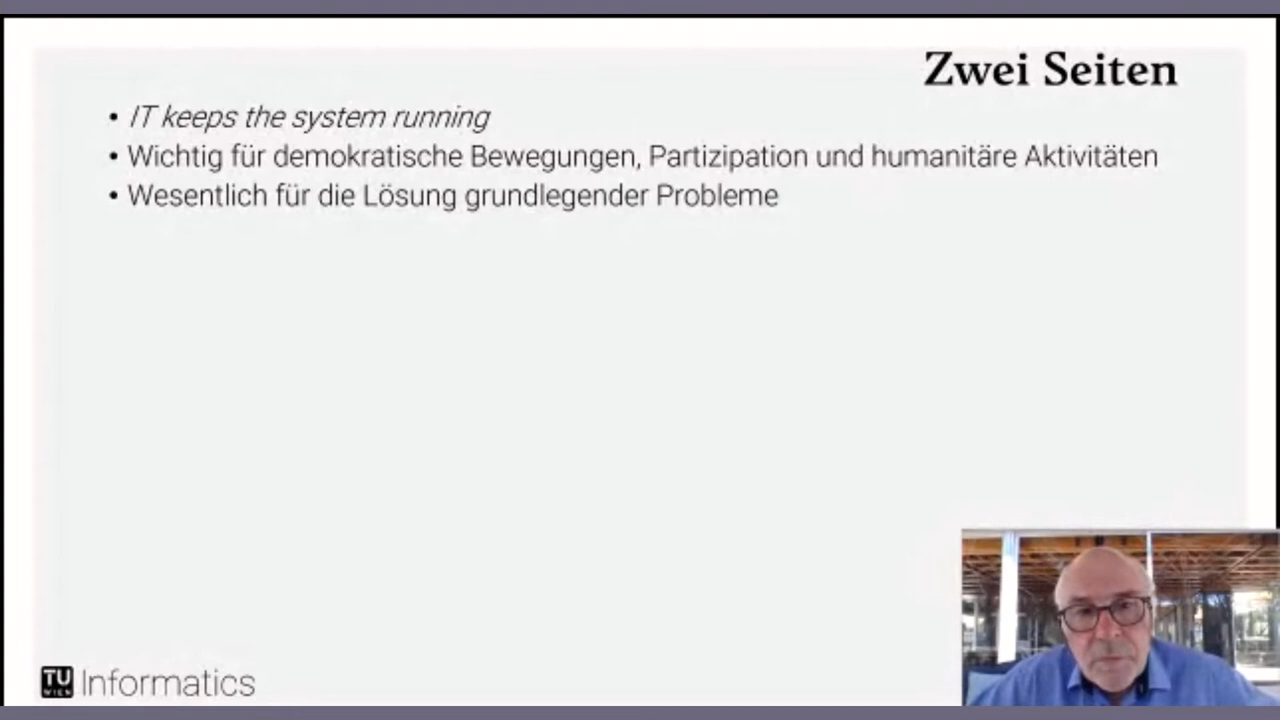 Zwei Seiten
• IT keeps the system running
• Wichtig für demokratische Bewegungen, Partizipation und humanitäre Aktivitäten
• Wesentlich für die Lösung grundlegender Probleme
TU
WIEN
Informatics